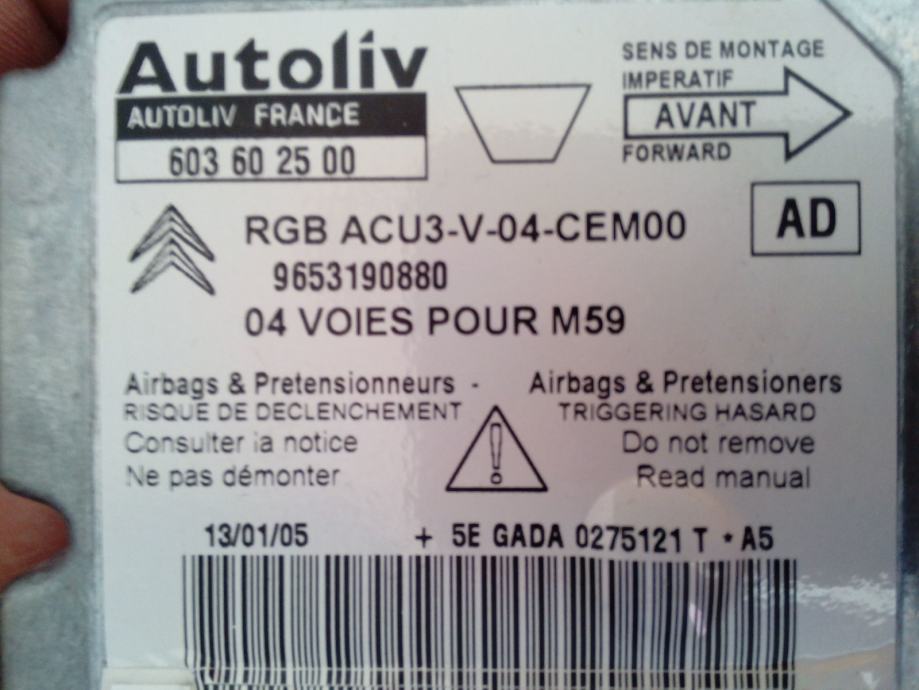 Autoliv
AUTOLIV FRANCE
603 60 25 00
SENS DE MONTAGE
IMPERATIF
AVANT
FORWARD
AD
RGB ACU3-V-04-CEM00
9653190880
04 VOIES POUR M59
Airbags & Pretensionneurs - Airbags & Pretensioners
RISQUE DE DECLENCHEMENT TRIGGERING HASARD
Consulter la notice Do not remove
Ne pas démonter Read manual
13/01/05 + 5E GADA 0275121 T * A5